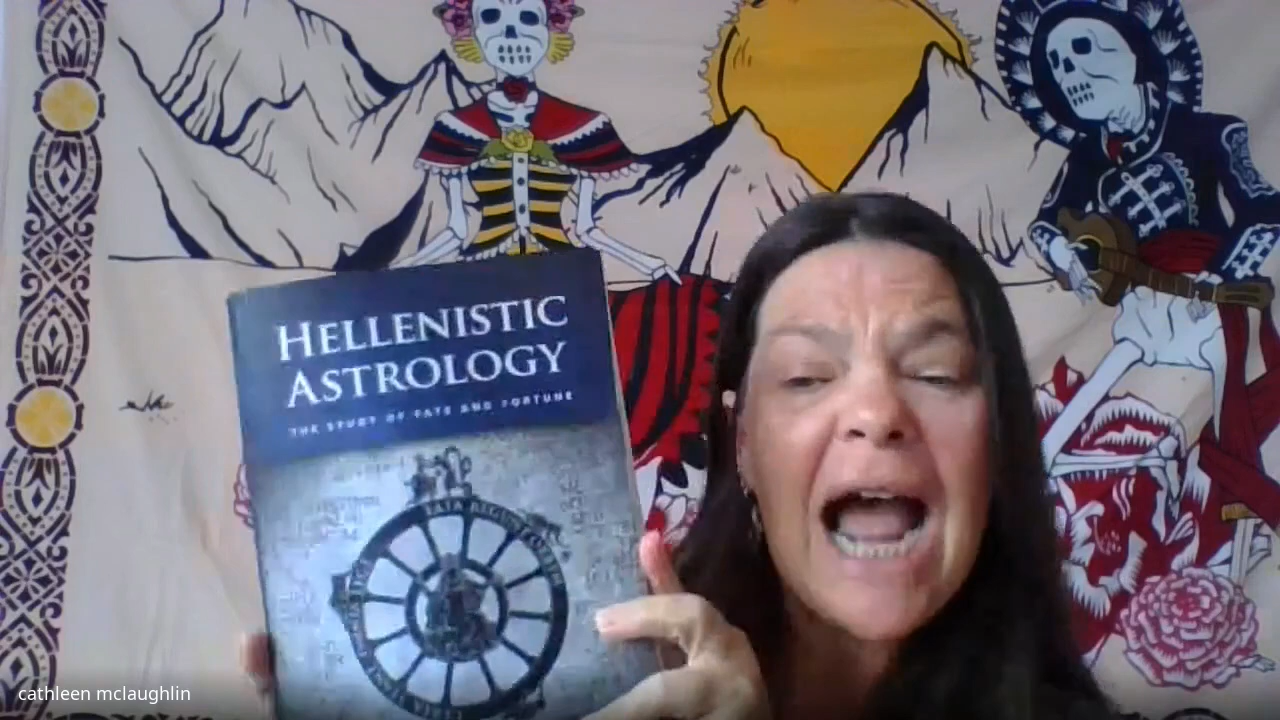 HELLENISTIC
ASTROLOGY
THE STUDY OF FATE AND FORTUNE
cathleen mclaughlin